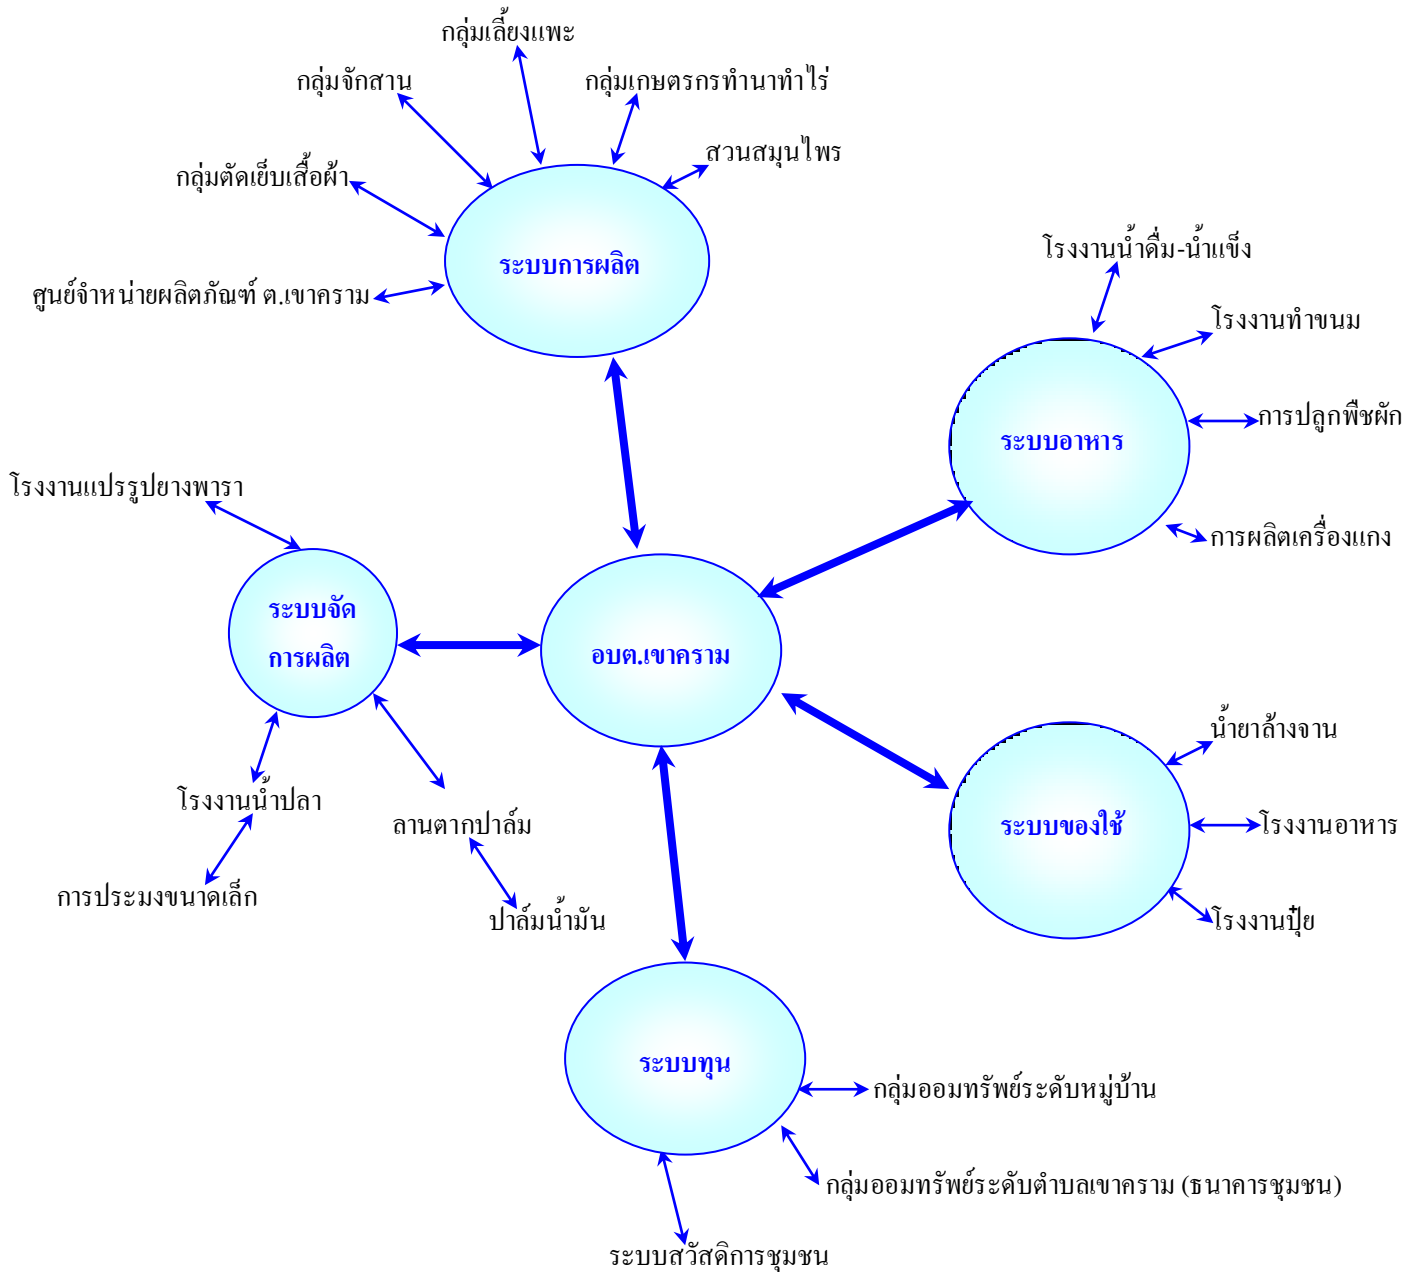 กลุ่มเลี้ยงแพะ
กลุ่มจักสาน
กลุ่มเกษตรกรทำนาทำไร่
สวนสมุนไพร
กลุ่มตัดเย็บเสื้อผ้า
ระบบการผลิต
ศูนย์จำหน่ายผลิตภัณฑ์ ต.เขาคราม
โรงงานน้ำดื่ม-น้ำแข็ง
โรงงานทำขนม
การปลูกพืชผัก
ระบบอาหาร
การผลิตเครื่องแกง
โรงงานแปรรูปยางพารา
ระบบจัด
การผลิต
อบต.เขาคราม
โรงงานน้ำปลา
ลานตากปาล์ม
การประมงขนาดเล็ก
ปาล์มน้ำมัน
น้ำยาล้างจาน
ระบบของใช้
โรงงานอาหาร
โรงงานปุ๋ย
ระบบทุน
กลุ่มออมทรัพย์ระดับหมู่บ้าน
กลุ่มออมทรัพย์ระดับตำบลเขาคราม (ธนาคารชุมชน)
ระบบสวัสดิการชุมชน